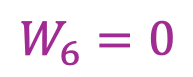 W₆ = 0